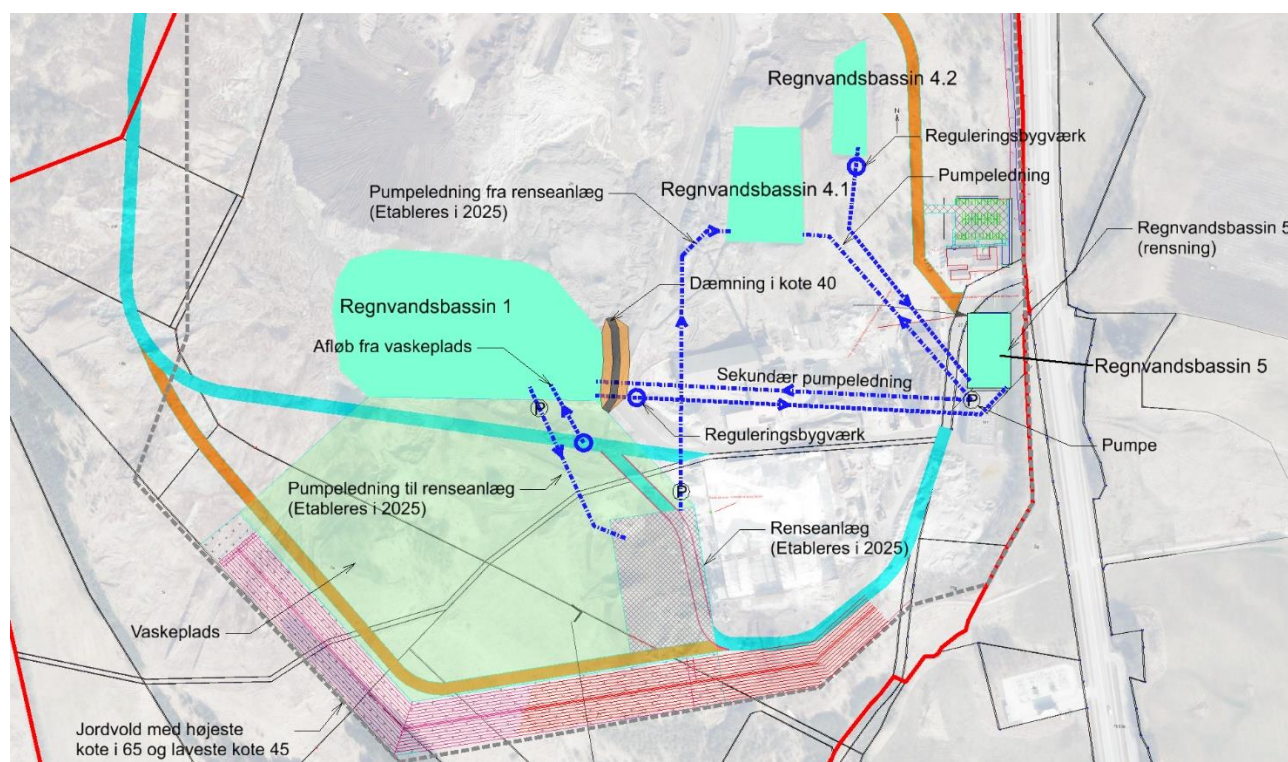 Regnvandsbassin 4.2
Reguleringsbygværk
Pumpeledning fra renseanlæg
(Etableres i 2025)
Regnvandsbassin 4.1
Pumpeledning
Regnvandsbassin 5
(rensning)
Dæmning i kote 40
Regnvandsbassin 1
Afløb fra vaskeplads
Sekundær pumpeledning
Regnvandsbassin 5
P
P
Reguleringsbygværk
Pumpe
Pumpeledning til renseanlæg
(Etableres i 2025)
P
Renseanlæg
(Etableres i 2025)
Vaskeplads
Jordvold med højeste
kote i 65 og laveste kote 45